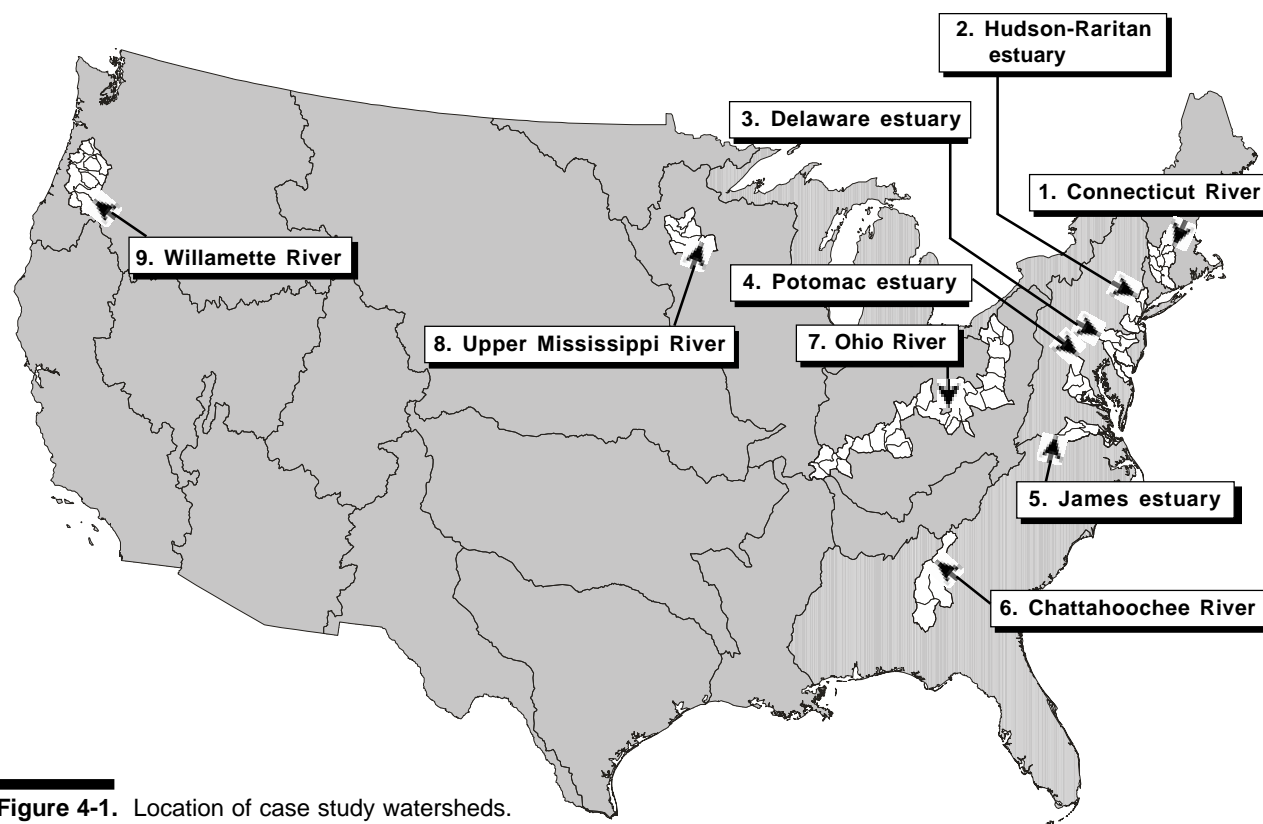 2. Hudson-Raritan
estuary
3. Delaware estuary
1. Connecticut River
9. Willamette River
4. Potomac estuary
8. Upper Mississippi River
7. Ohio River
5. James estuary
6. Chattahoochee River
Figure 4-1. Location of case study watersheds.